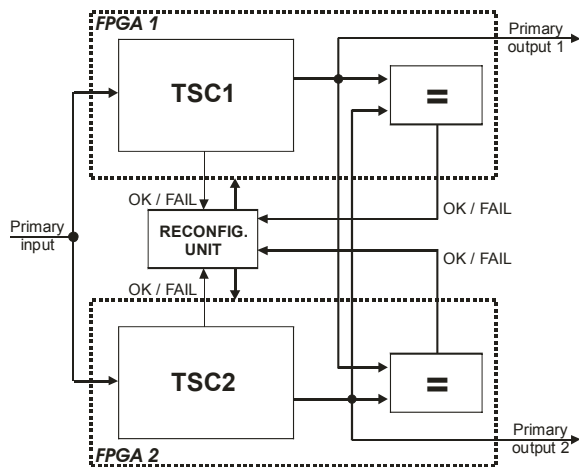 FPGA 1
Primary
output 1
TSC1
=
OK / FAIL
OK / FAIL
Primary
input
RECONFIG.
UNIT
OK / FAIL
OK / FAIL
TSC2
=
Primary
output 2
FPGA 2